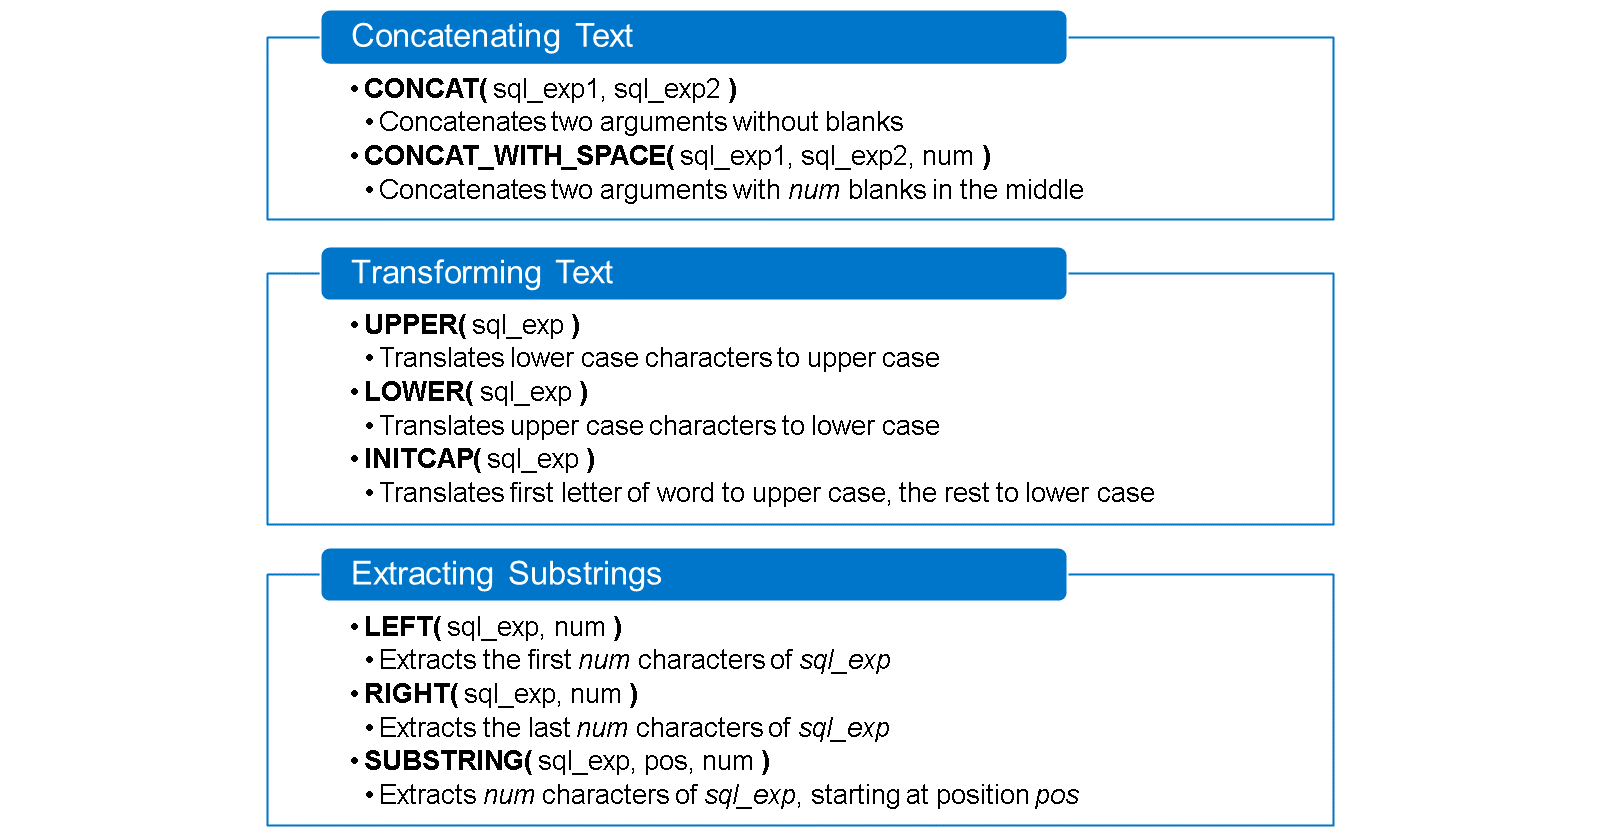 Concatenating Text
• CONCAT( sql_exp1, sql_exp2 )
• Concatenates two arguments without blanks
• CONCAT_WITH_SPACE( sql_exp1, sql_exp2, num )
• Concatenates two arguments with num blanks in the middle
Transforming Text
• UPPER( sql_exp )
• Translates lower case characters to upper case
• LOWER( sql_exp )
• Translates upper case characters to lower case
• INITCAP( sql_exp )
• Translates first letter of word to upper case, the rest to lower case
Extracting Substrings
• LEFT( sql_exp, num )
• Extracts the first num characters of sql_exp
• RIGHT( sql_exp, num )
• Extracts the last num characters of sql_exp
• SUBSTRING( sql_exp, pos, num )
• Extracts num characters of sql_exp, starting at position pos